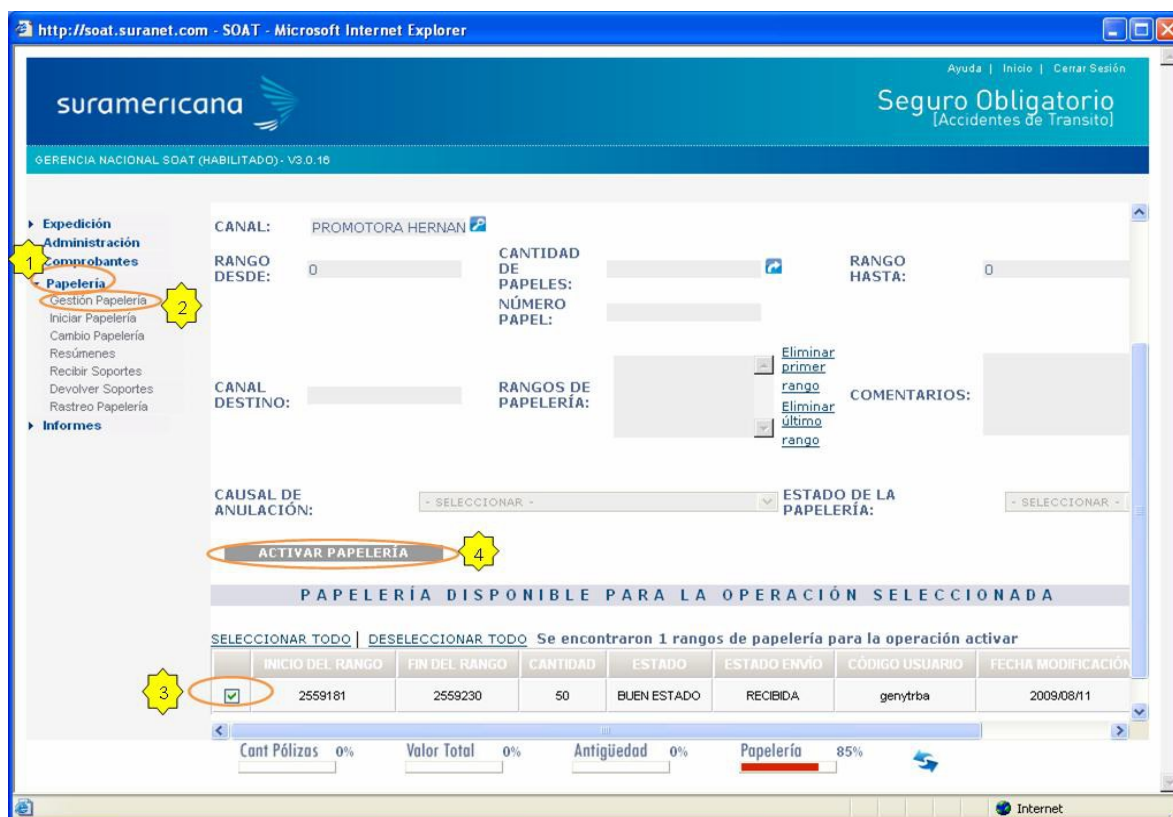 http://soat.suranet.com - SOAT - Microsoft Internet Explorer
Ayuda | Inicio | Cerrar Sesión
suramericana
Seguro Obligatorio
[Accidentes de Transito]
GERENCIA NACIONAL SOAT (HABILITADO) - V3.0.16
Expedición
Administración
Comprobantes
1
Papelería
Gestión Papelería
2
Iniciar Papelería
Cambio Papelería
Resúmenes
Recibir Soportes
Devolver Soportes
Rastreo Papelería
Informes
CANAL: PROMOTORA HERNAN
RANGO DESDE: 0
CANTIDAD DE PAPELES:
RANGO HASTA: 0
NÚMERO PAPEL:
CANAL DESTINO:
RANGOS DE PAPELERÍA:
Eliminar primer rango
Eliminar último rango
COMENTARIOS:
CAUSAL DE ANULACIÓN: - SELECCIONAR -
ESTADO DE LA PAPELERÍA: - SELECCIONAR -
ACTIVAR PAPELERÍA
4
PAPELERÍA DISPONIBLE PARA LA OPERACIÓN SELECCIONADA
SELECCIONAR TODO | DESELECCIONAR TODO Se encontraron 1 rangos de papelería para la operación activar
INICIO DEL RANGO FIN DEL RANGO CANTIDAD ESTADO ESTADO ENVÍO CÓDIGO USUARIO FECHA MODIFICACIÓN
3
2559181 2559230 50 BUEN ESTADO RECIBIDA genytrba 2009/08/11
Cant Pólizas 0% Valor Total 0% Antigüedad 0% Papelería 85%
Internet